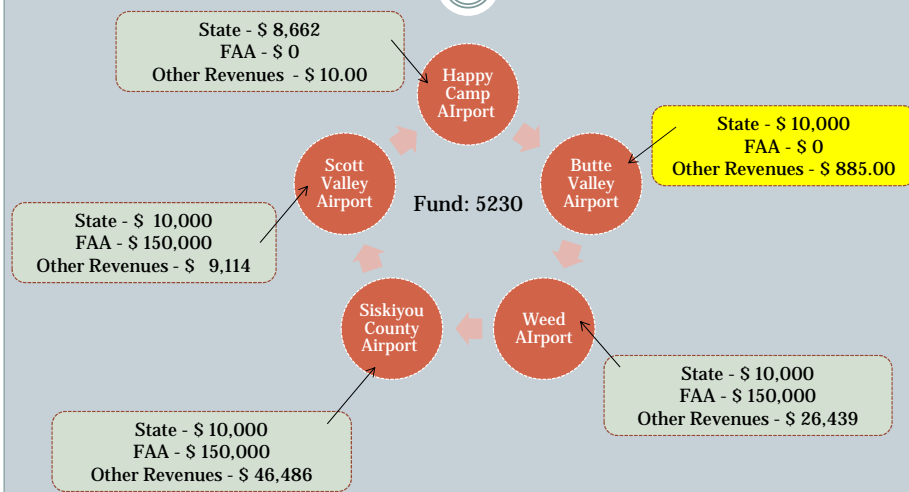 State - $ 8,662
FAA - $ 0
Other Revenues - $ 10.00
Happy
Camp
AIrport
State - $ 10,000
FAA - $ 0
Other Revenues - $ 885.00
Butte
Valley
Airport
Scott
Valley
Airport
Fund: 5230
State - $ 10,000
FAA - $ 150,000
Other Revenues - $ 9,114
Siskiyou
County
Airport
Weed
AIrport
State - $ 10,000
FAA - $ 150,000
Other Revenues - $ 26,439
State - $ 10,000
FAA - $ 150,000
Other Revenues - $ 46,486